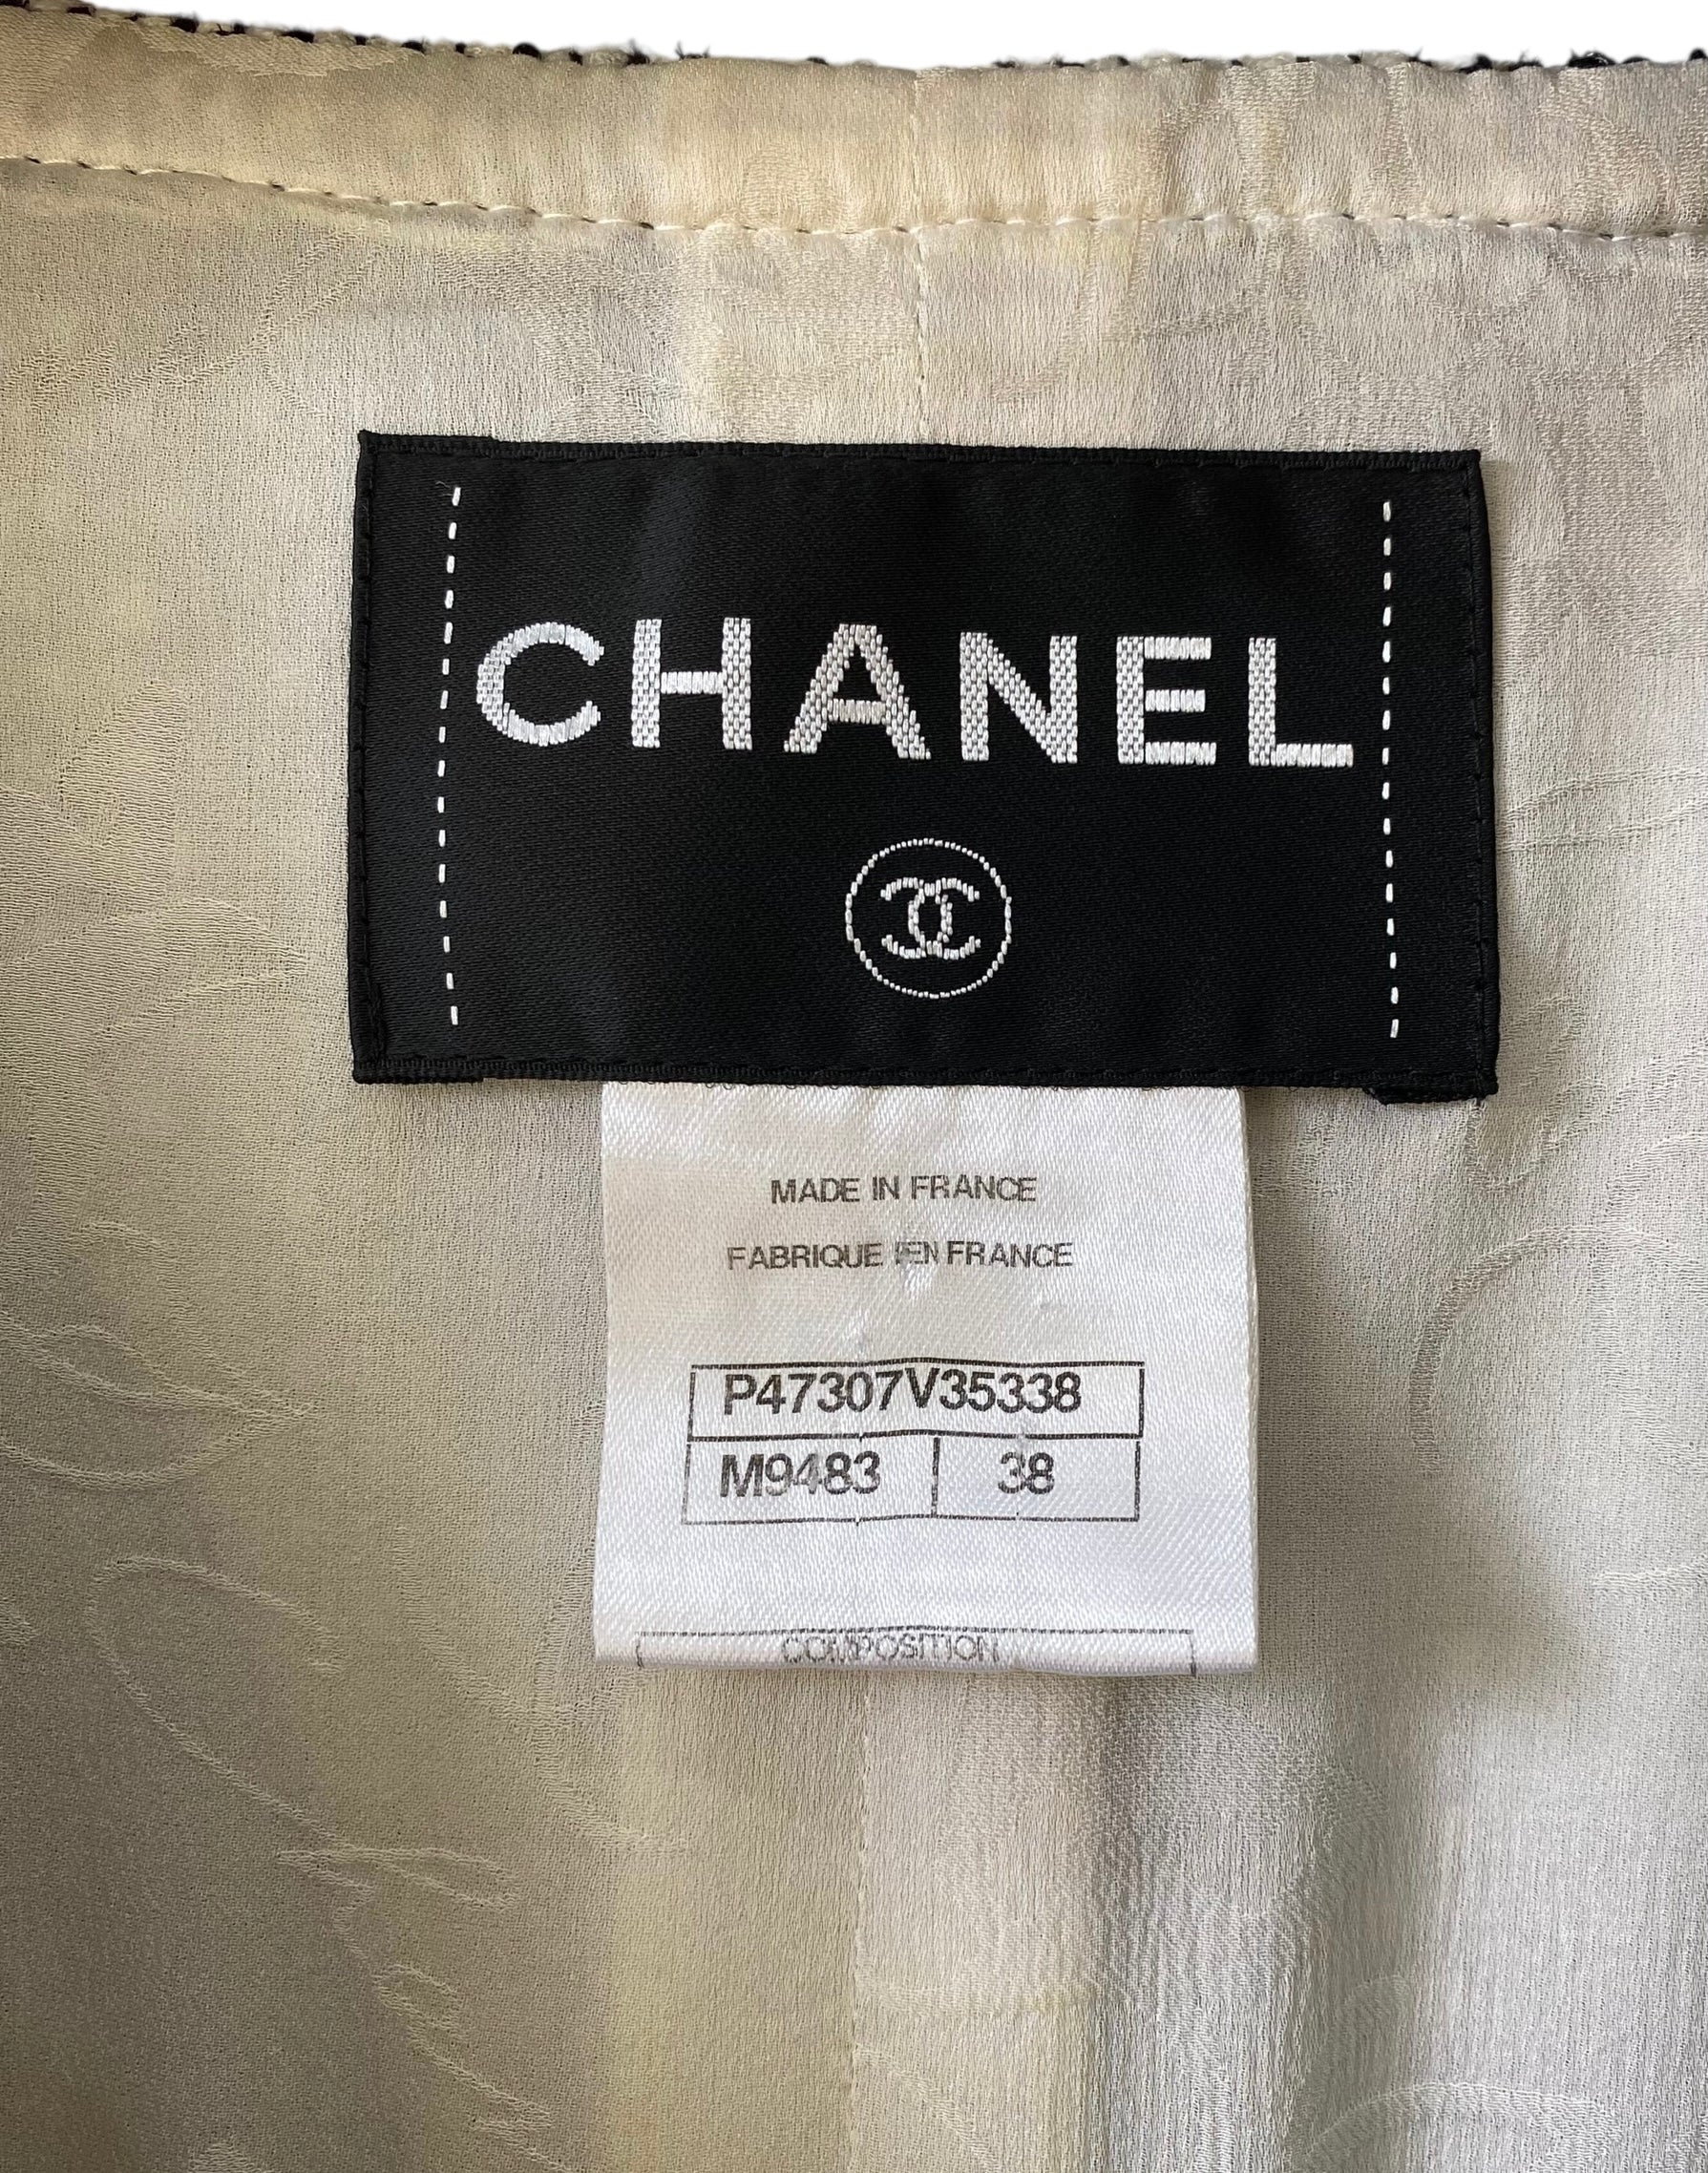 CHANEL
MADE IN FRANCE
FABRIQUE EN FRANCE
P47307V35338
M9483 38
COMPOSITION